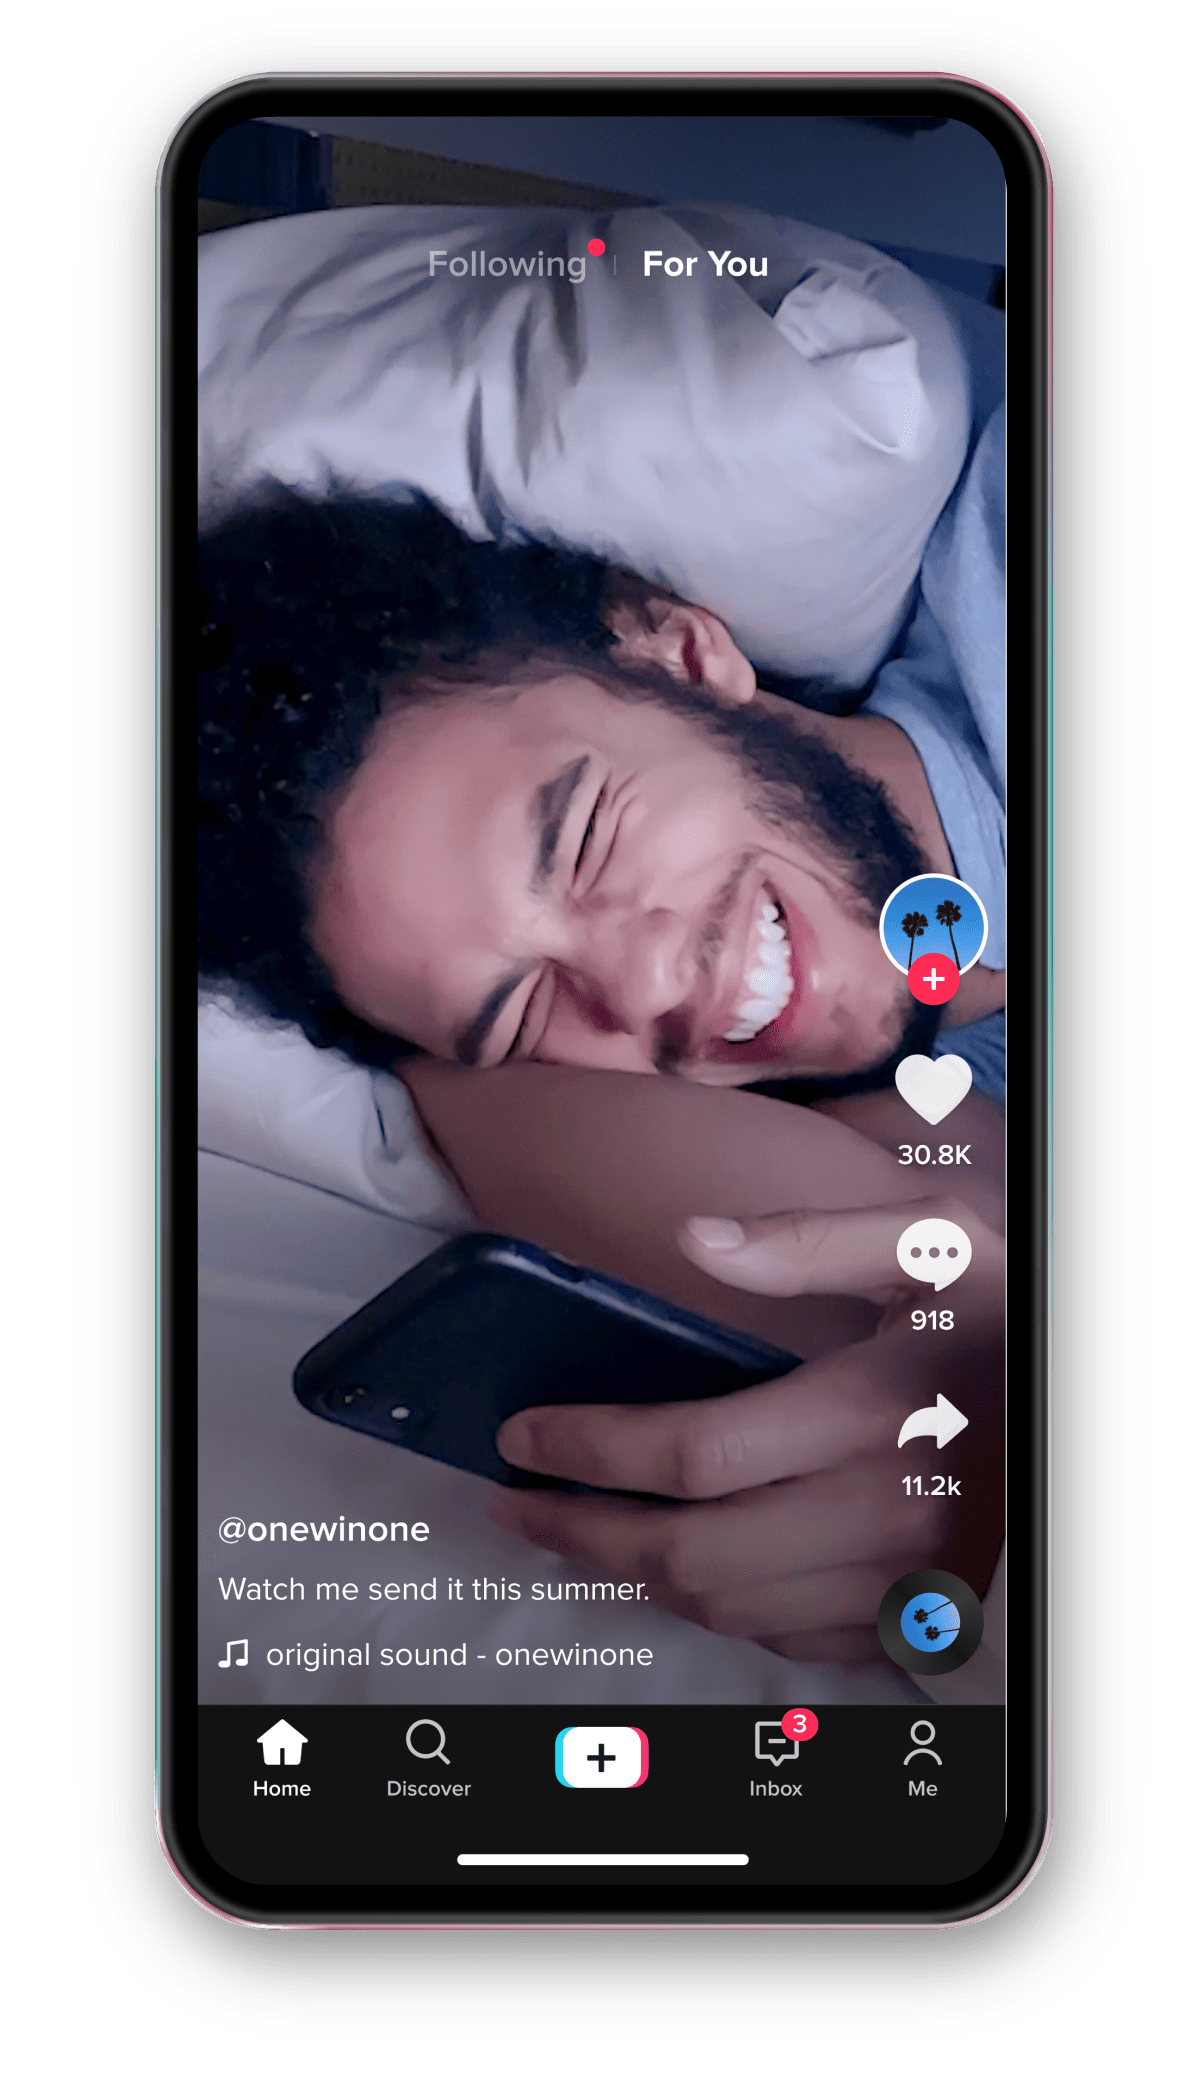 Following | For You
30.8K
918
11.2k
@onewinone
Watch me send it this summer.
original sound - onewinone
3
Home Discover Inbox Me